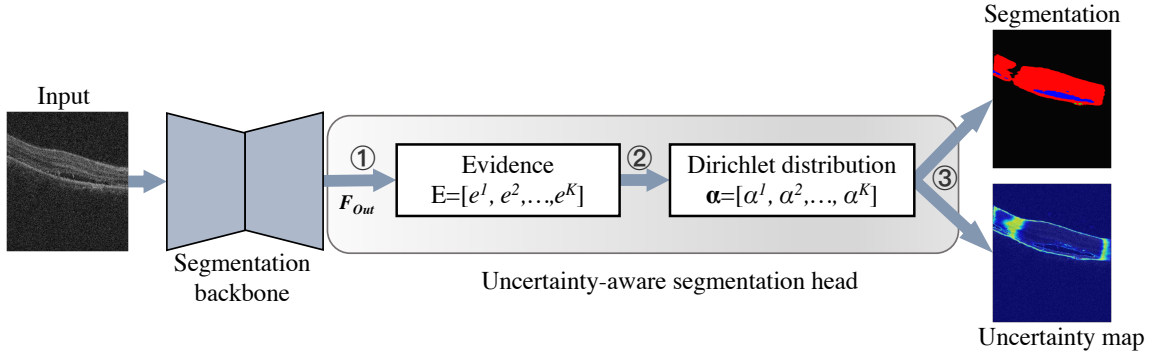 Segmentation
Input
①
②
③
Evidence
E=[e¹, e²,…,eᴷ]
Dirichlet distribution
α=[α¹, α²,…, αᴷ]
F_Out
Segmentation
backbone
Uncertainty-aware segmentation head
Uncertainty map